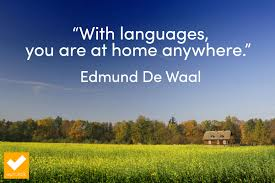 “With languages,
you are at home anywhere.”
Edmund De Waal